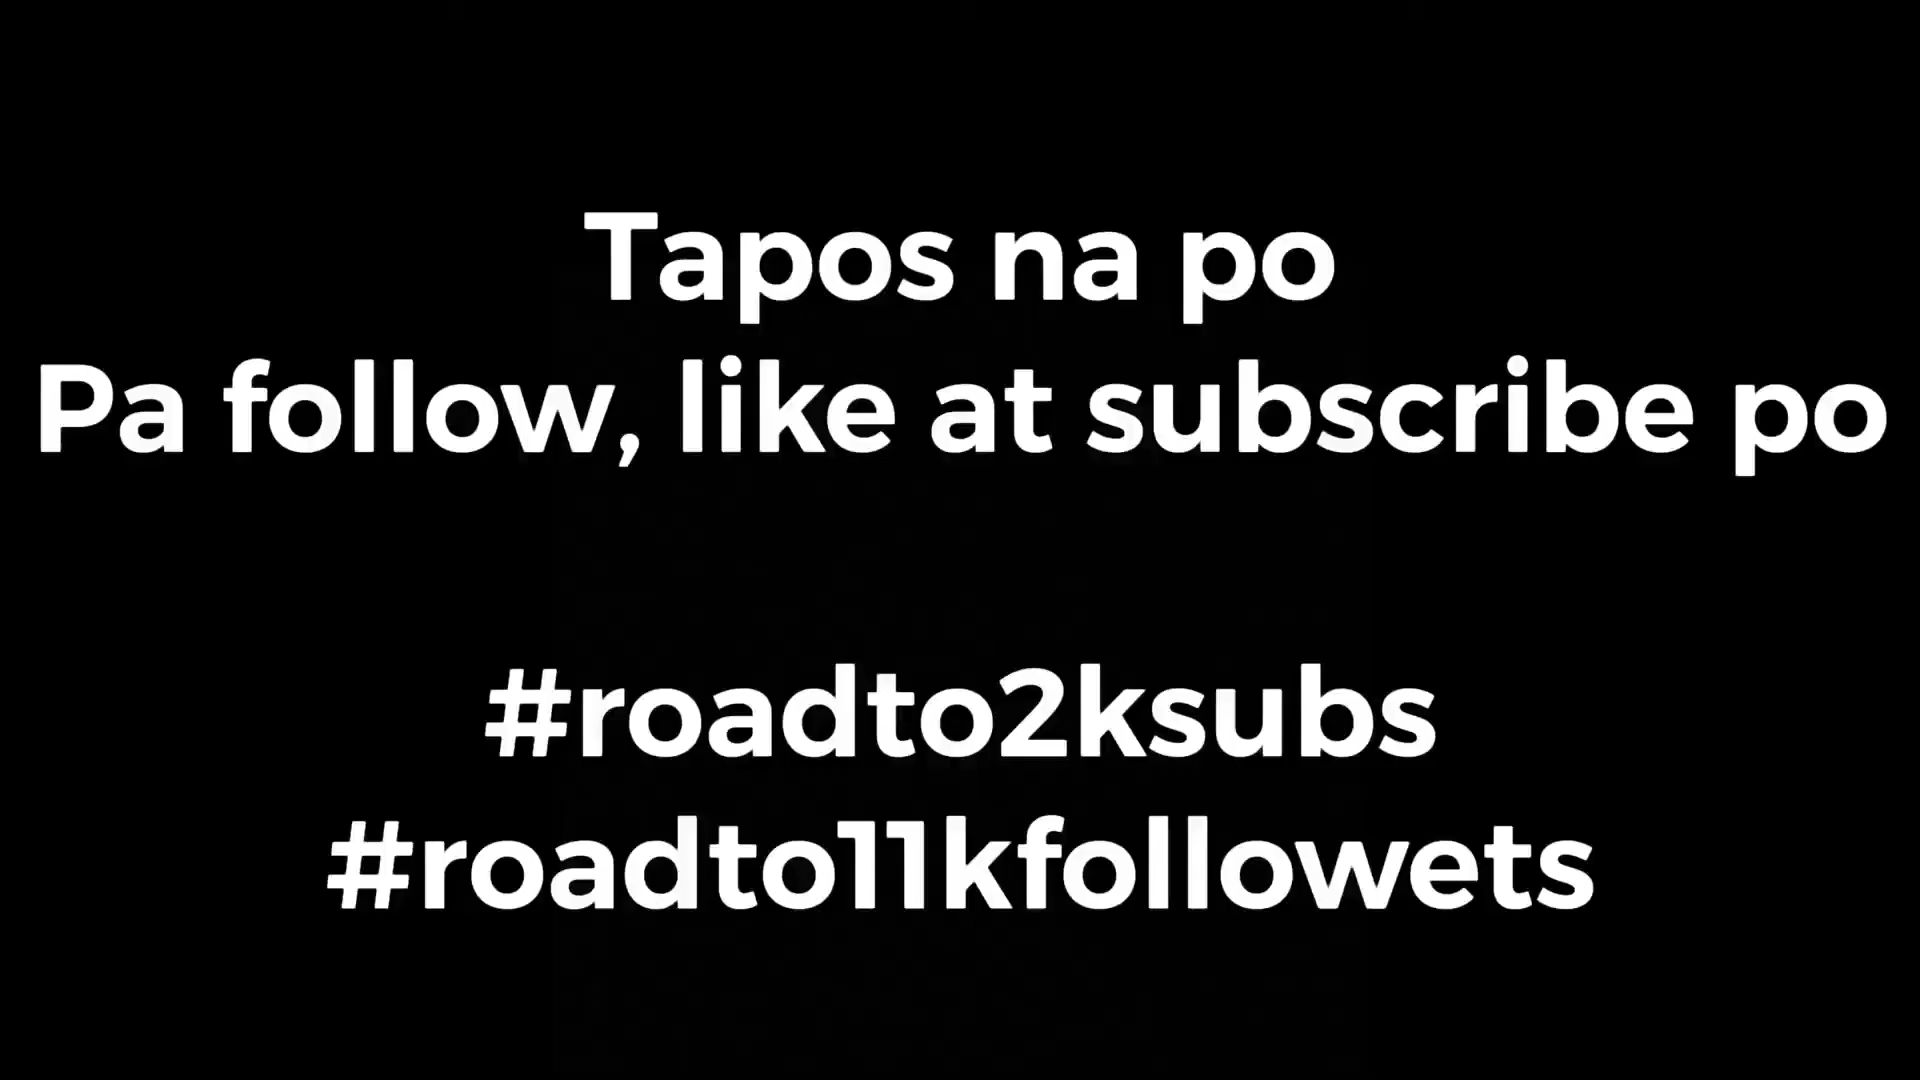 Tapos na po
Pa follow, like at subscribe po
#roadto2ksubs
#roadto11kfollowets